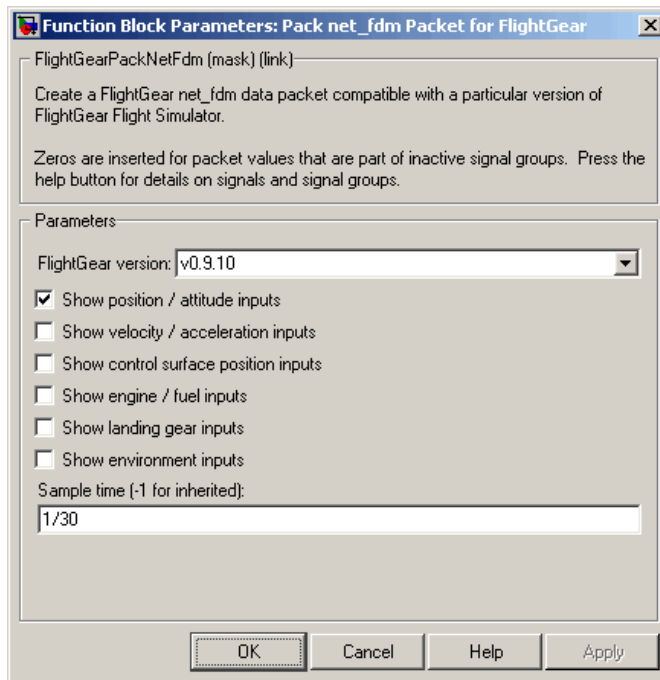 Function Block Parameters: Pack net_fdm Packet for FlightGear
FlightGearPackNetFdm (mask) (link)
Create a FlightGear net_fdm data packet compatible with a particular version of
FlightGear Flight Simulator.
Zeros are inserted for packet values that are part of inactive signal groups. Press the
help button for details on signals and signal groups.
Parameters
FlightGear version: v0.9.10
Show position / attitude inputs
Show velocity / acceleration inputs
Show control surface position inputs
Show engine / fuel inputs
Show landing gear inputs
Show environment inputs
Sample time (-1 for inherited):
1/30
OK Cancel Help Apply